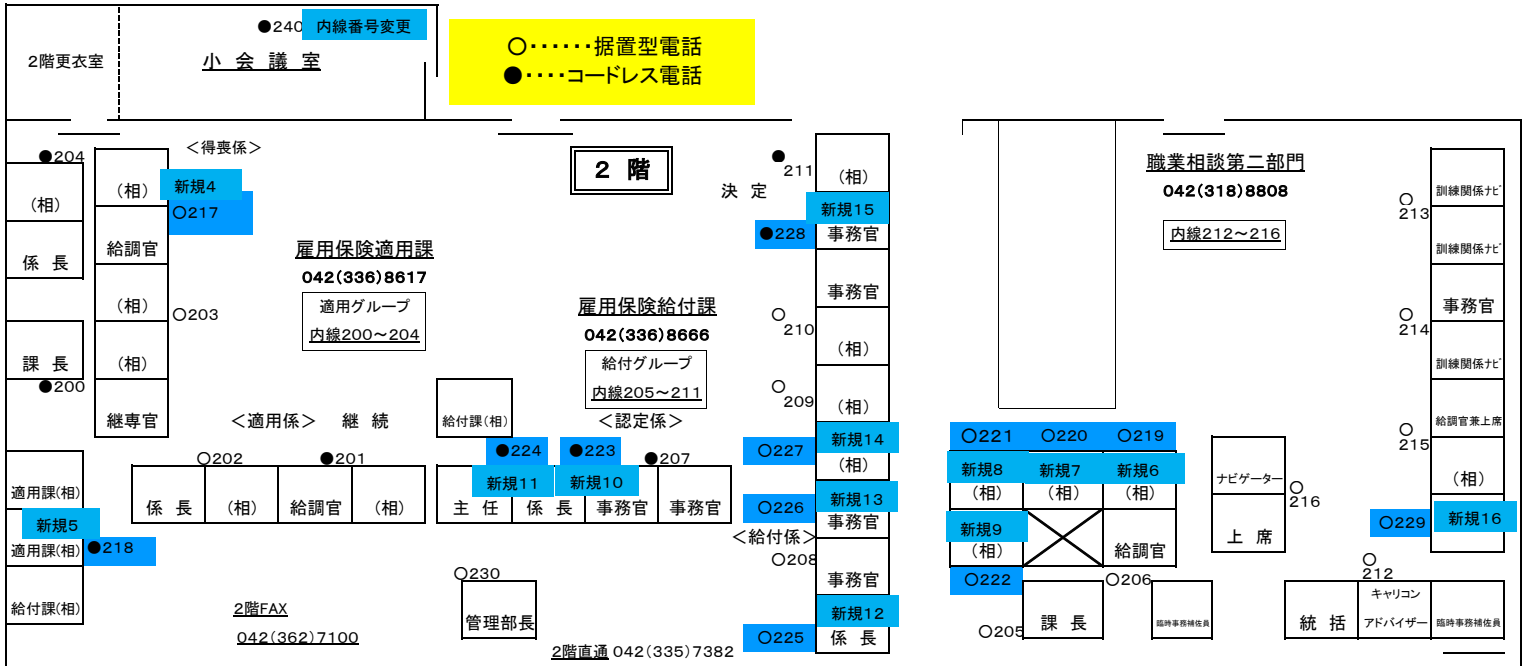 ●240
内線番号変更
2階更衣室
小 会 議 室
○・・・・・・据置型電話
●・・・・コードレス電話
●204
＜得喪係＞
(相)
(相)
新規4
○217
係 長
給調官
(相)
○203
課 長
(相)
●200
継専官
雇用保険適用課
042(336)8617
適用グループ
内線200～204
２ 階
決 定
●
211
(相)
新規15
●228
事務官
事務官
雇用保険給付課
042(336)8666
給付グループ
内線205～211
○
210
(相)
○
209
(相)
＜適用係＞ 継 続
給付課(相)
＜認定係＞
新規14
○227
(相)
○202
●201
●224
●223
●207
新規11
新規10
係 長
(相)
給調官
(相)
主 任
係 長
事務官
事務官
新規13
○226
事務官
＜給付係＞
○208
事務官
新規12
○225
係 長
適用課(相)
新規5
適用課(相)
●218
給付課(相)
2階FAX
042(362)7100
○230
管理部長
2階直通 042(335)7382
職業相談第二部門
042(318)8808
内線212～216
訓練関係ナビ
○
213
訓練関係ナビ
事務官
○
214
訓練関係ナビ
給調官兼上席
○
215
(相)
○229
新規16
○221
○220
○219
新規8
新規7
新規6
(相)
(相)
(相)
新規9
(相)
給調官
○222
○206
○205
課 長
臨時事務補佐員
ナビゲーター
○
216
上 席
○
212
統 括
キャリコン
アドバイザー
臨時事務補佐員